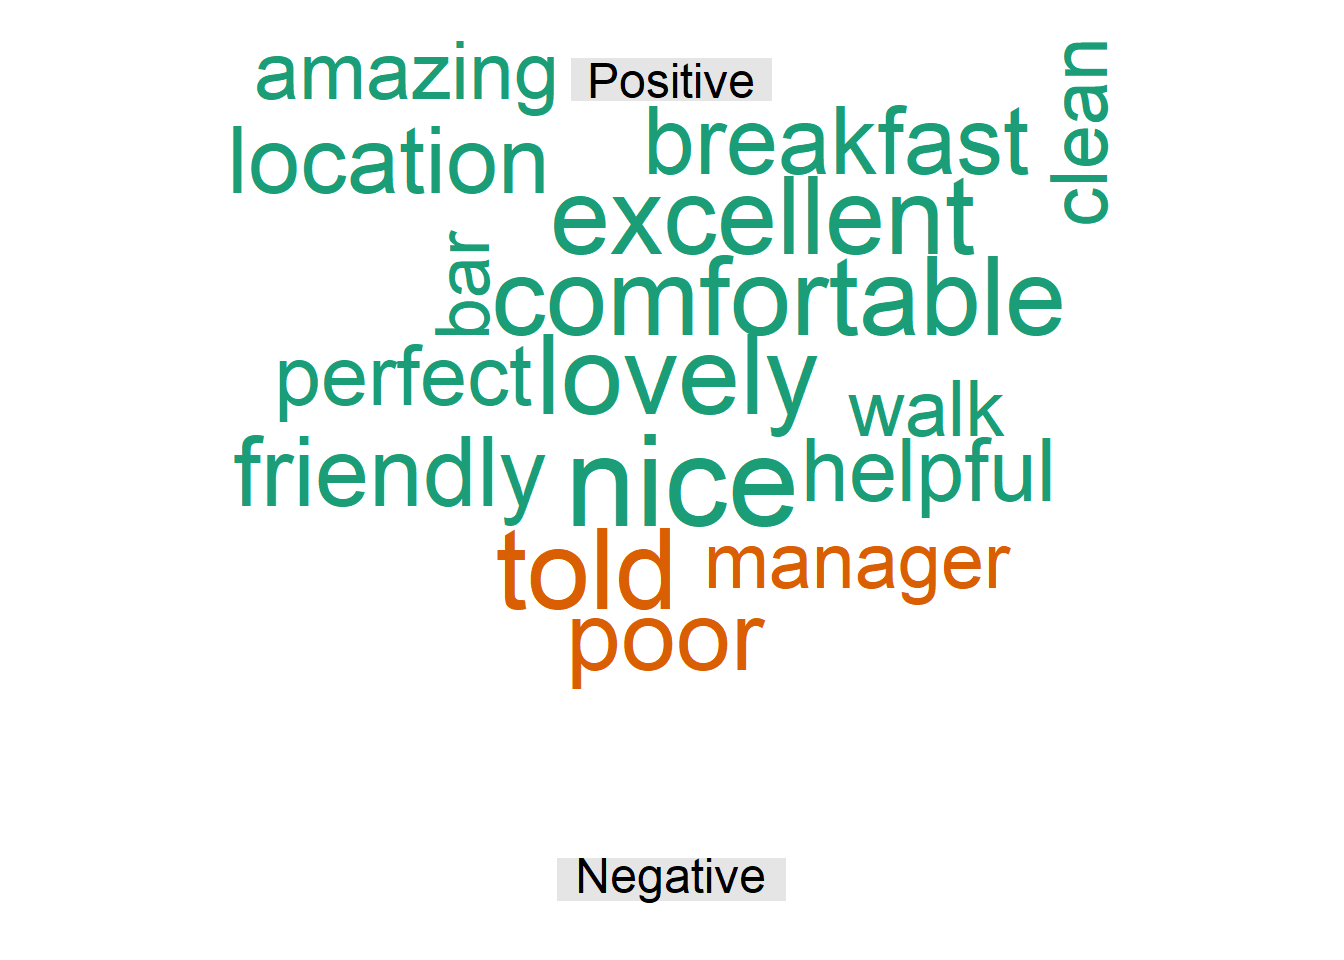 amazing
Positive
clean
breakfast
location
excellent
bar
comfortable
perfect
lovely
walk
friendly
nice
helpful
told
manager
poor
Negative